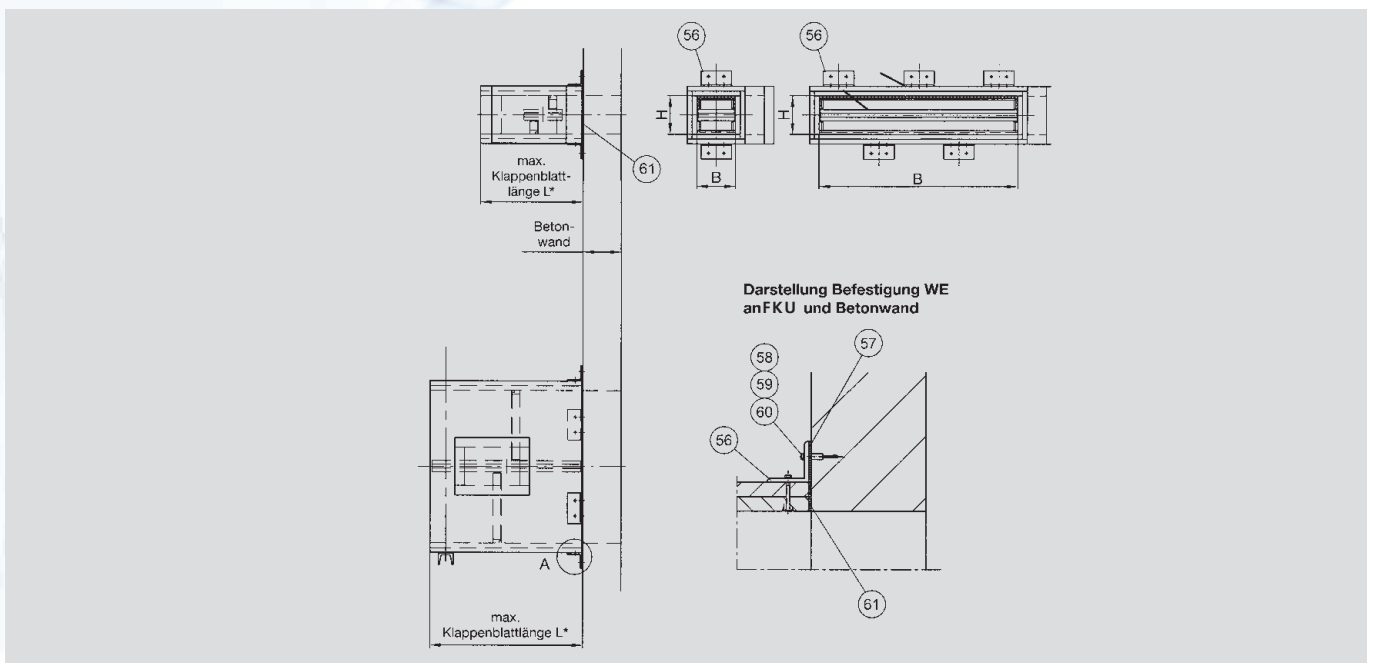 56
56
H
H
61
max.
Klappenblatt-
länge L*
B
B
Beton-
wand
Darstellung Befestigung WE
anFKU und Betonwand
57
58
59
60
56
A
61
max.
Klappenblattlänge L*